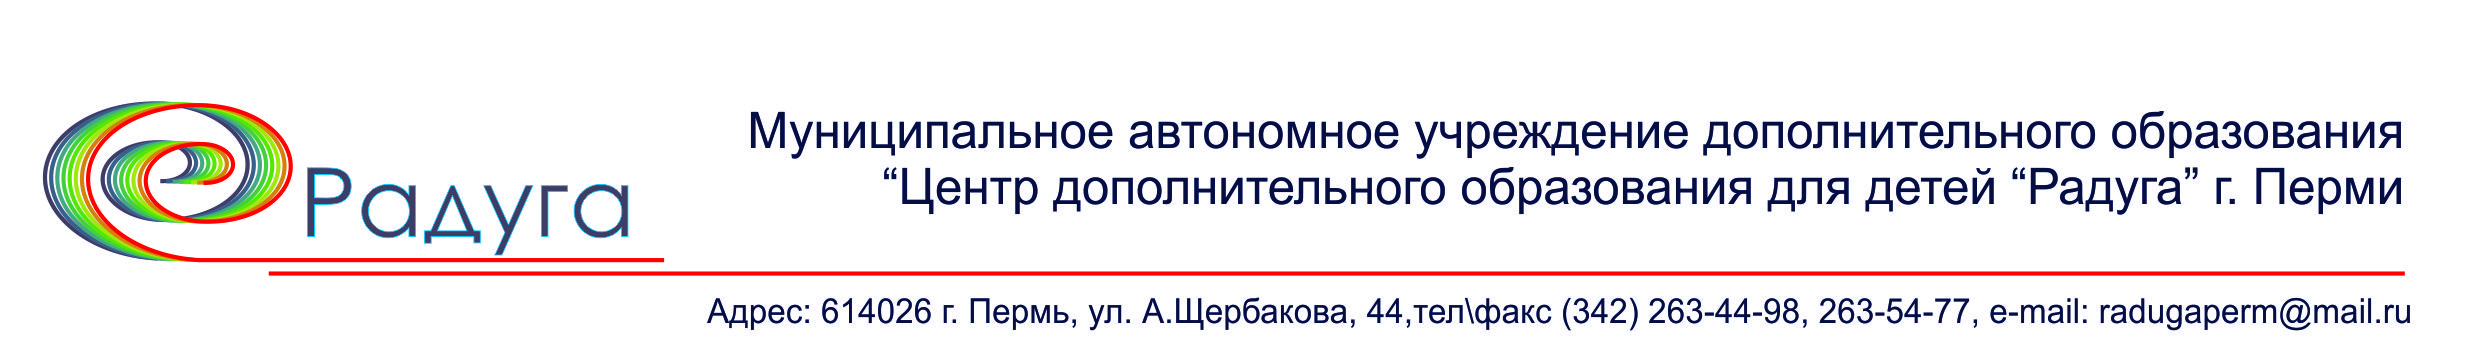 Радуга
Муниципальное автономное учреждение дополнительного образования
“Центр дополнительного образования для детей “Радуга” г. Перми
Адрес: 614026 г. Пермь, ул. А.Щербакова, 44,тел\факс (342) 263-44-98, 263-54-77, e-mail: radugaperm@mail.ru